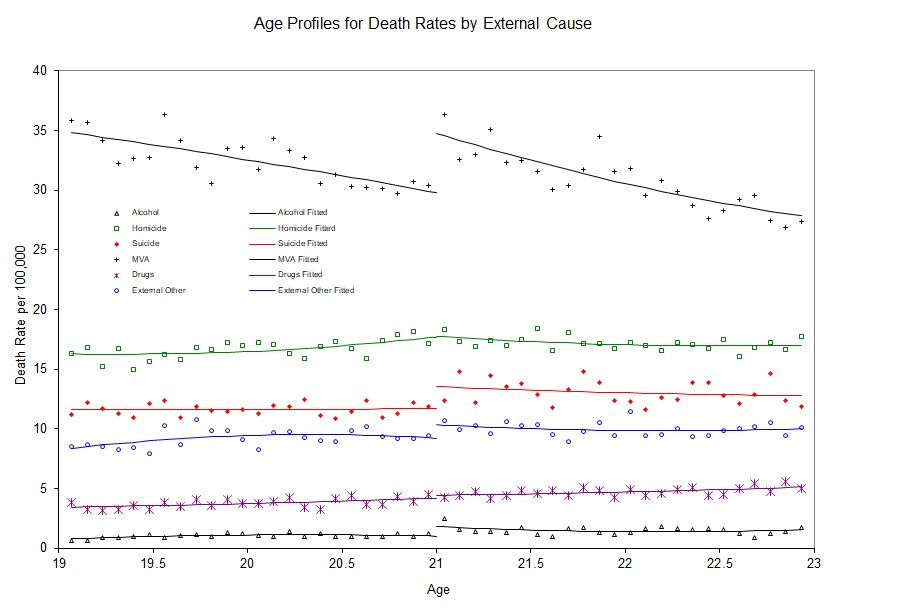 Age Profiles for Death Rates by External Cause
Death Rate per 100,000
40
35
30
25
20
15
10
5
0
Alcohol Alcohol Fitted
Homicide Homicide Fitted
Suicide Suicide Fitted
MVA MVA Fitted
Drugs Drugs Fitted
External Other External Other Fitted
19 19.5 20 20.5 21 21.5 22 22.5 23
Age